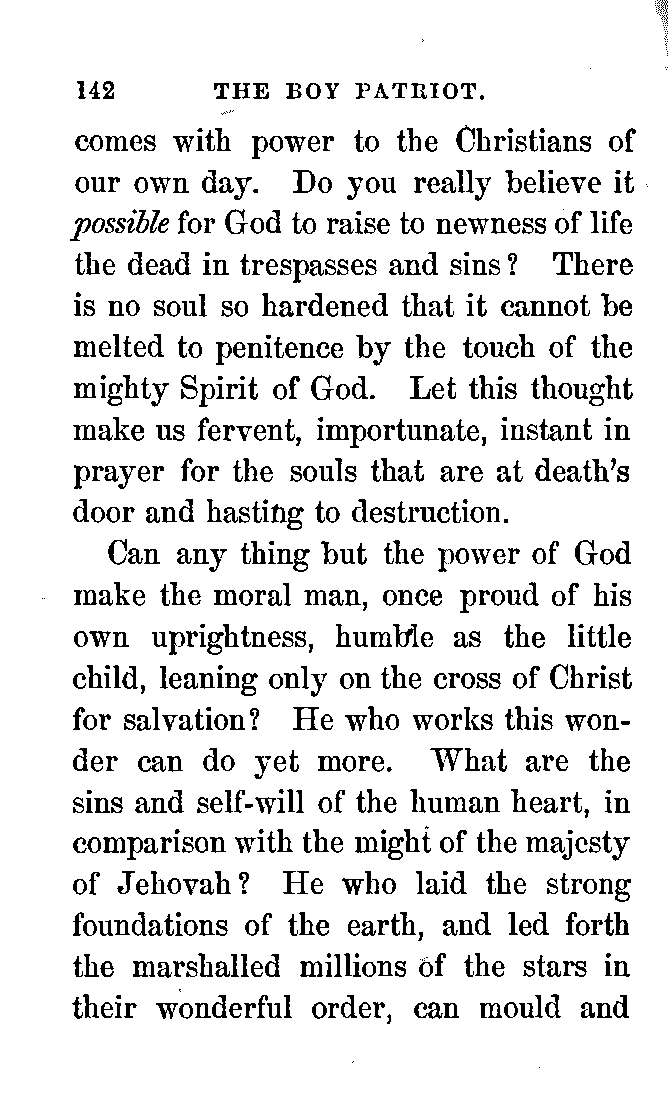 142 THE BOY PATRIOT.
comes with power to the Christians of
our own day. Do you really believe it
possible for God to raise to newness of life
the dead in trespasses and sins? There
is no soul so hardened that it cannot be
melted to penitence by the touch of the
mighty Spirit of God. Let this thought
make us fervent, importunate, instant in
prayer for the souls that are at death's
door and hasting to destruction.
Can any thing but the power of God
make the moral man, once proud of his
own uprightness, humble as the little
child, leaning only on the cross of Christ
for salvation? He who works this won-
der can do yet more. What are the
sins and self-will of the human heart, in
comparison with the might of the majesty
of Jehovah? He who laid the strong
foundations of the earth, and led forth
the marshalled millions of the stars in
their wonderful order, can mould and